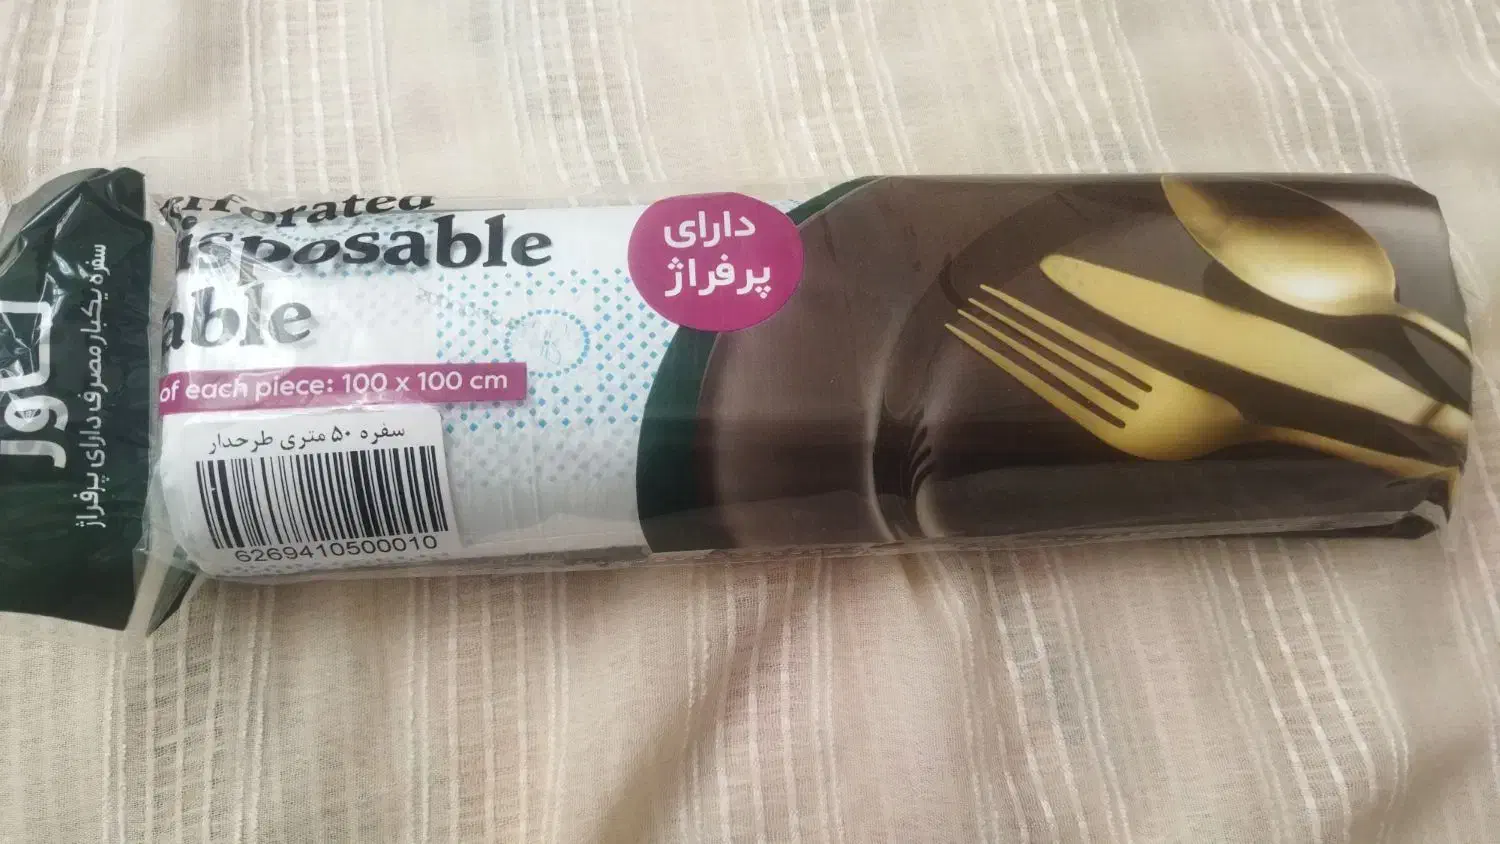 سفره یکبار مصرف دارای پرفراژ
isposable
able
of each piece: 100 x 100 cm
سفره ۵۰ متری طرحدار
6269410500010
دارای
پرفراژ